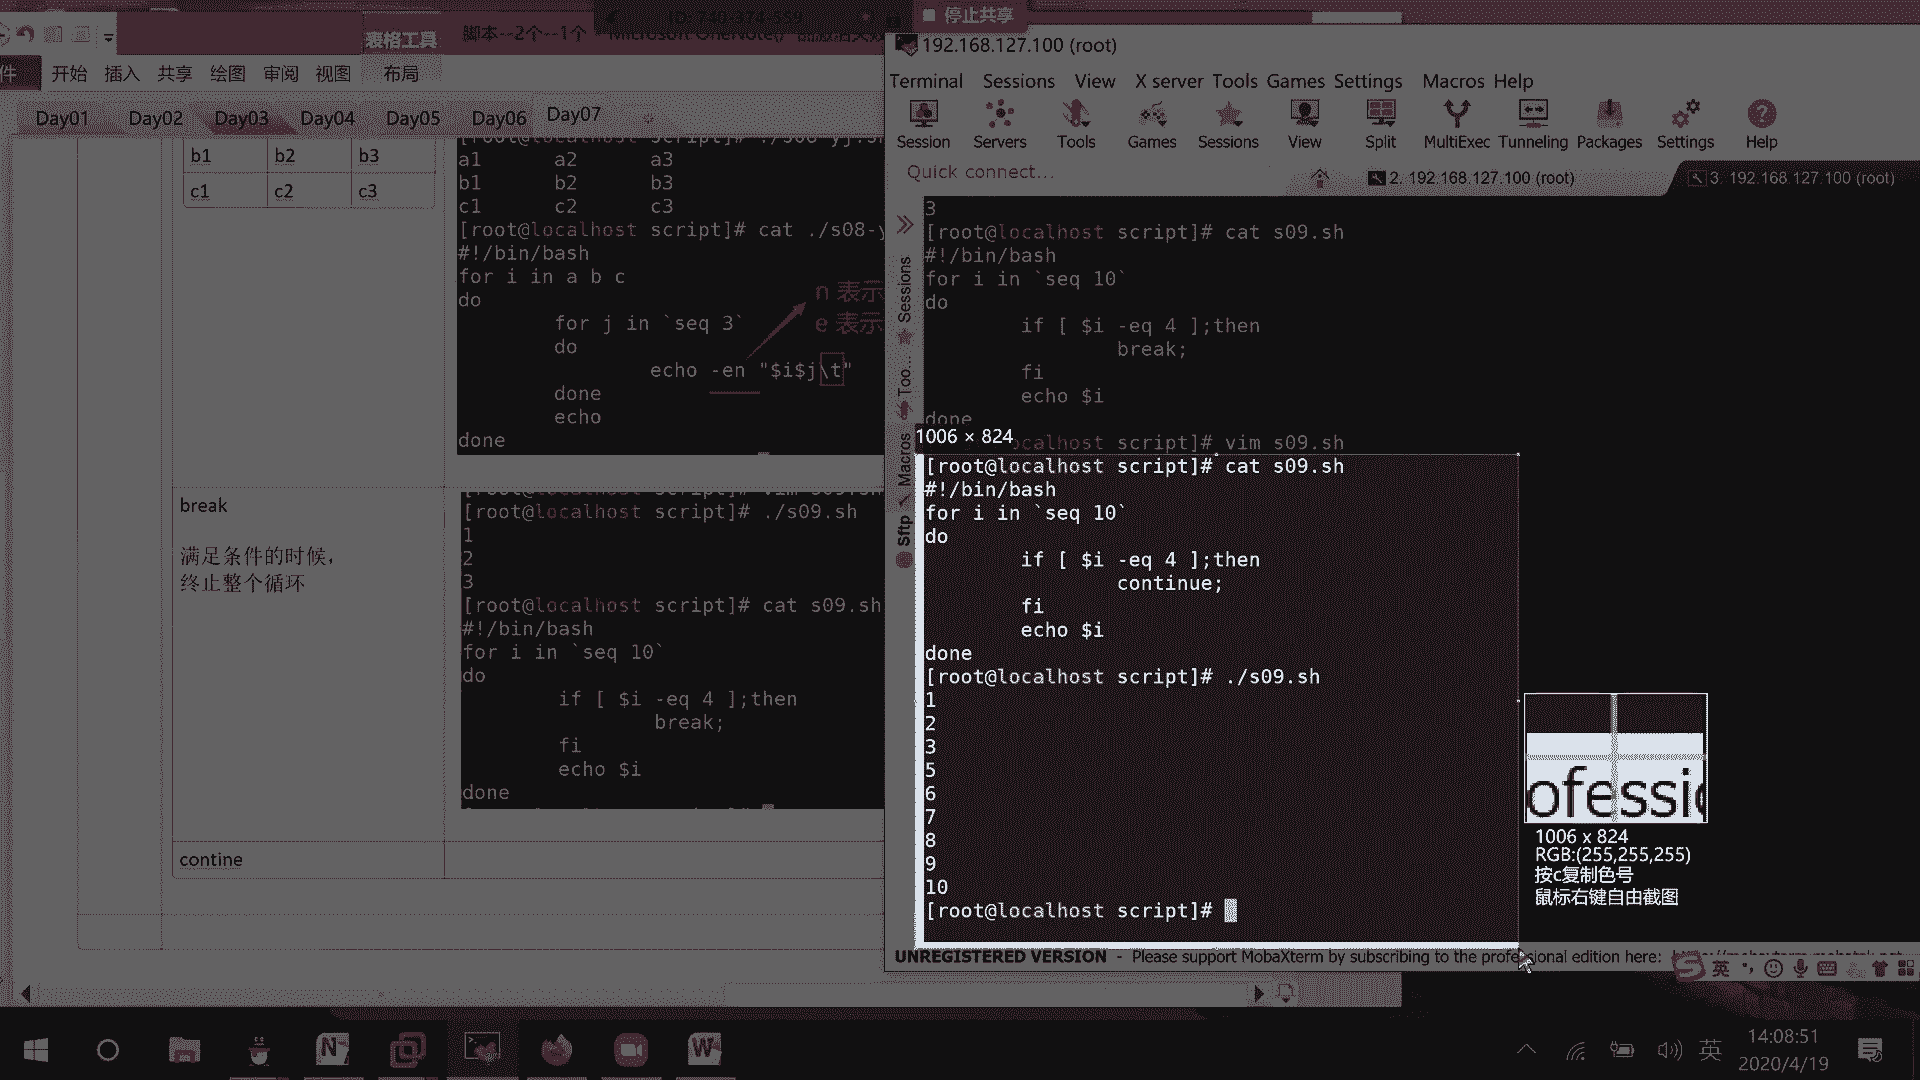 停止共享
表格工具
开始 插入 共享 绘图 审阅 视图 布局
Day01 Day02 Day03 Day04 Day05 Day06 Day07
b1 b2 b3
c1 c2 c3
a1 a2 a3
b1 b2 b3
c1 c2 c3
[root@localhost script]# cat ./s08-y
#!/bin/bash
for i in a b c
do
for j in `seq 3`
do
echo -en "$i$j\t"
done
echo
done
n 表示
e 表示
break
满足条件的时候，
终止整个循环
[root@localhost script]# ./s09.sh
1
2
3
[root@localhost script]# cat s09.sh
#!/bin/bash
for i in `seq 10`
do
if [ $i -eq 4 ];then
break;
fi
echo $i
done
contine
192.168.127.100 (root)
Terminal Sessions View X server Tools Games Settings Macros Help
Session Servers Tools Games Sessions View Split MultiExec Tunneling Packages Settings Help
Quick connect...
2. 192.168.127.100 (root)
3. 192.168.127.100 (root)
Sessions
Too...
Macros
Sftp
3
[root@localhost script]# cat s09.sh
#!/bin/bash
for i in `seq 10`
do
if [ $i -eq 4 ];then
break;
fi
echo $i
done
1006 × 824
ocalhost script]# vim s09.sh
[root@localhost script]# cat s09.sh
#!/bin/bash
for i in `seq 10`
do
if [ $i -eq 4 ];then
continue;
fi
echo $i
done
[root@localhost script]# ./s09.sh
1
2
3
5
6
7
8
9
10
[root@localhost script]#
ofessi
1006 x 824
RGB:(255,255,255)
按c复制色号
鼠标右键自由截图
UNREGISTERED VERSION - Please support MobaXterm by subscribing to the professional edition here:
英
英
14:08:51
2020/4/19